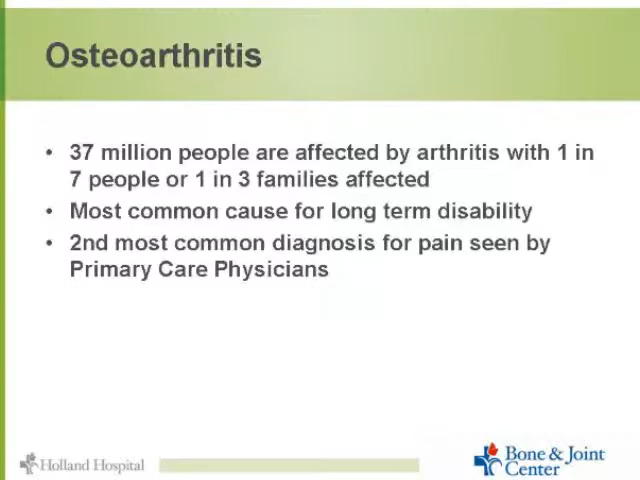 Osteoarthritis
• 37 million people are affected by arthritis with 1 in
7 people or 1 in 3 families affected
• Most common cause for long term disability
• 2nd most common diagnosis for pain seen by
Primary Care Physicians
Holland Hospital
Bone & Joint
Center